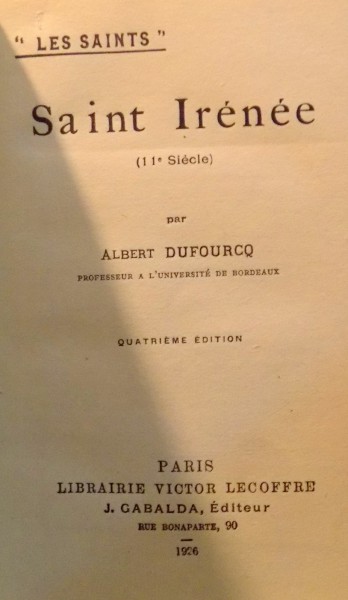 " LES SAINTS "
Saint Irénée
(11e Siècle)
par
ALBERT DUFOURCQ
PROFESSEUR A L'UNIVERSITÉ DE BORDEAUX
QUATRIÈME ÉDITION
PARIS
LIBRAIRIE VICTOR LECOFFRE
J. GABALDA, Éditeur
RUE BONAPARTE, 90
1926